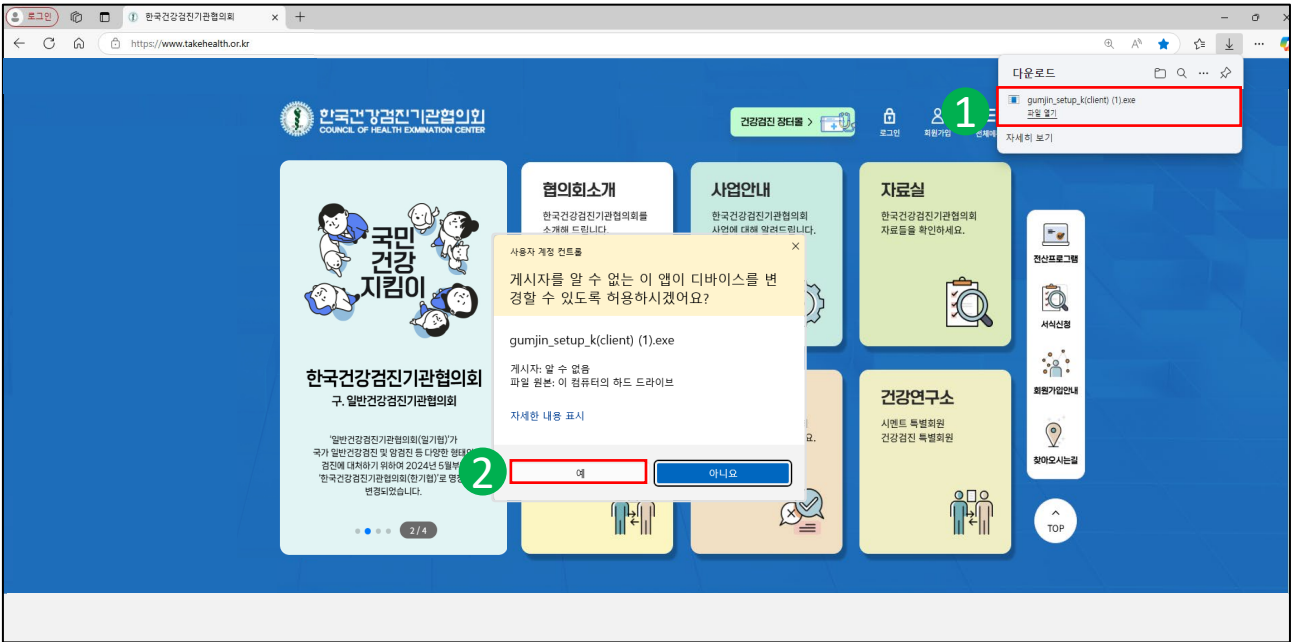 로그인
한국건강검진기관협의회
https://www.takehealth.or.kr
다운로드
gumjin_setup_k(client) (1).exe
파일 열기
자세히 보기
1
한국건강검진기관협의회
COUNCIL OF HEALTH EXMINATION CENTER
건강검진 장터몰 >
로그인
회원가입
국민
건강
지킴이
한국건강검진기관협의회
구. 일반건강검진기관협의회
'일반건강검진기관협의회(일기협)'가
국가 일반건강검진 및 암검진 등 다양한
검진에 대처하기 위하여 2024년 5월부
'한국건강검진기관협의회(한기협)'로
변경되었습니다.
2/4
협의회소개
한국건강검진기관협의회를
소개해 드립니다.
사업안내
한국건강검진기관협의회
사업에 대해 알려드립니다.
자료실
한국건강검진기관협의회
자료들을 확인하세요.
사용자 계정 컨트롤
게시자를 알 수 없는 이 앱이 디바이스를 변
경할 수 있도록 허용하시겠어요?
gumjin_setup_k(client) (1).exe
게시자: 알 수 없음
파일 원본: 이 컴퓨터의 하드 드라이브
자세한 내용 표시
2
예
아니요
건강연구소
시멘트 특별회원
건강검진 특별회원
전산프로그램
서식신청
회원가입안내
찾아오시는길
TOP